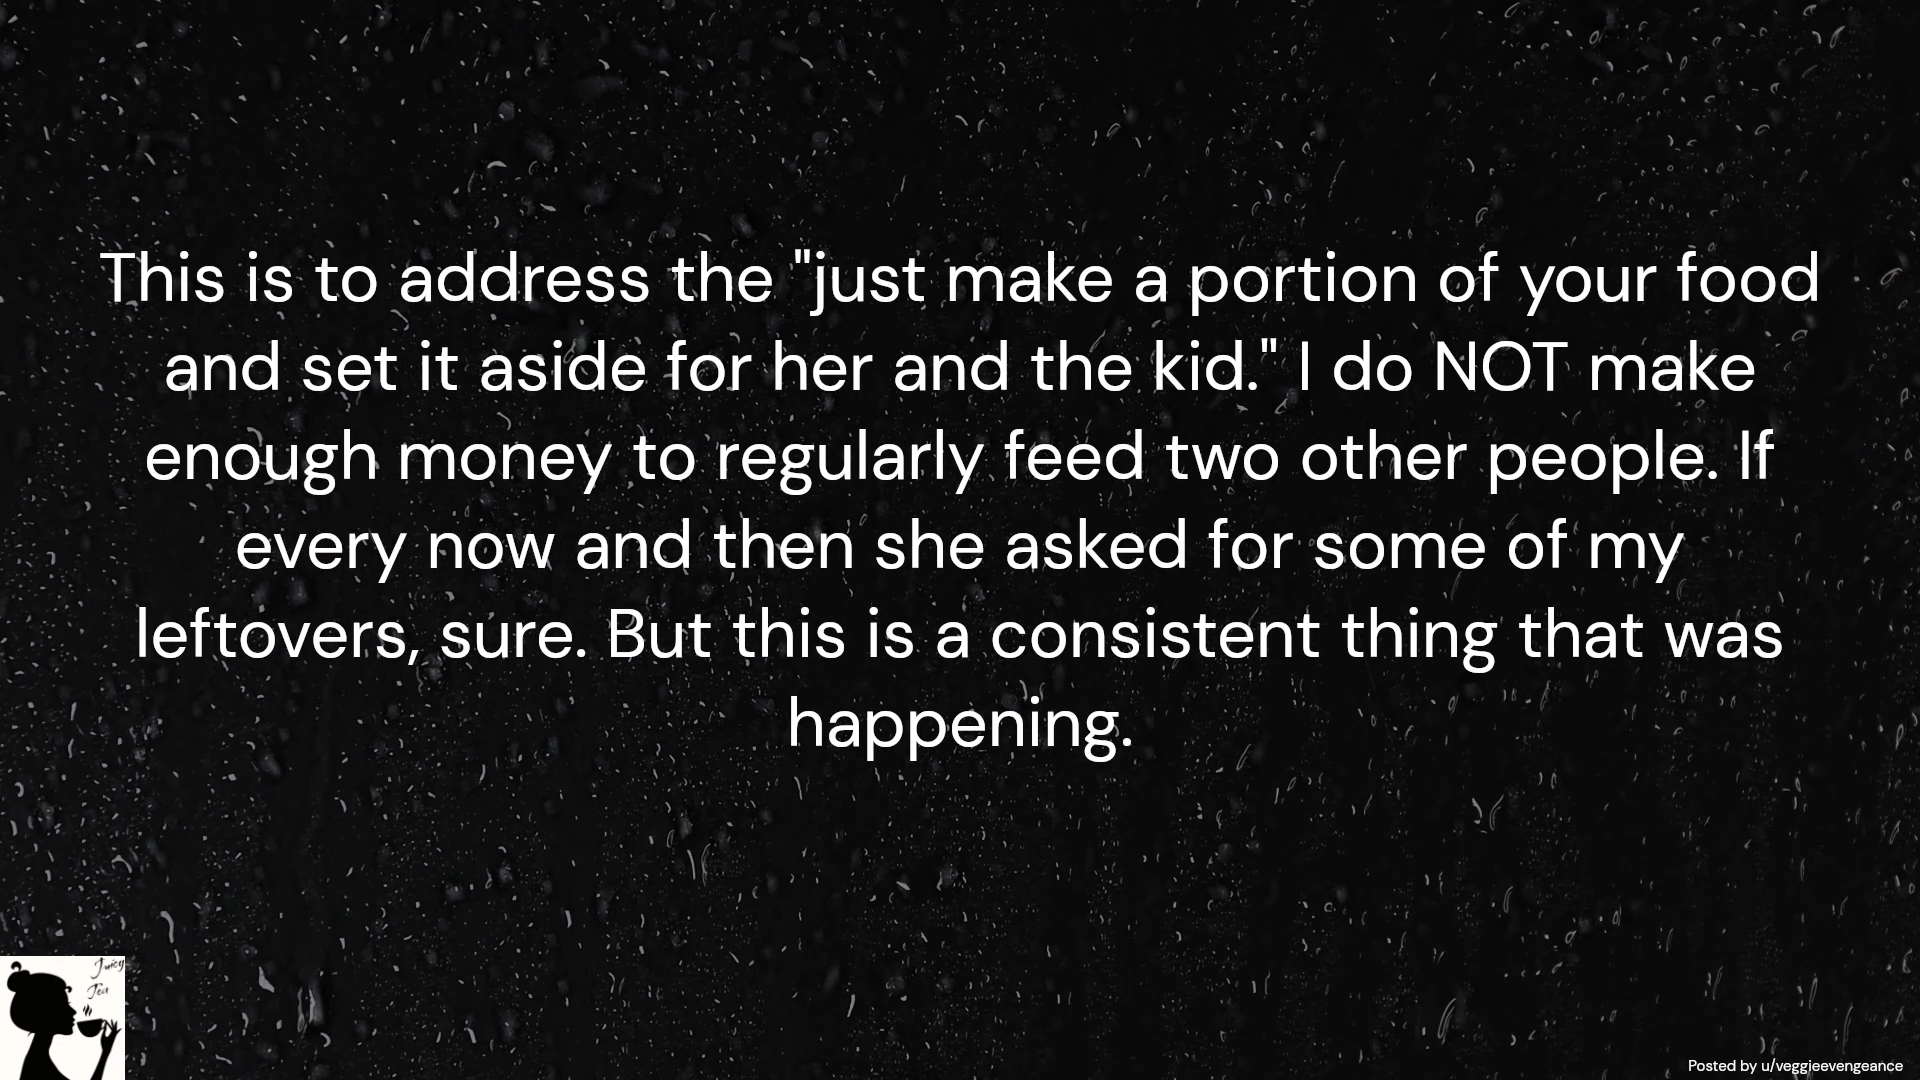 This is to address the "just make a portion of your food
and set it aside for her and the kid." I do NOT make
enough money to regularly feed two other people. If
every now and then she asked for some of my
leftovers, sure. But this is a consistent thing that was
happening.
Juicy
Tea
Posted by u/veggieevengeance